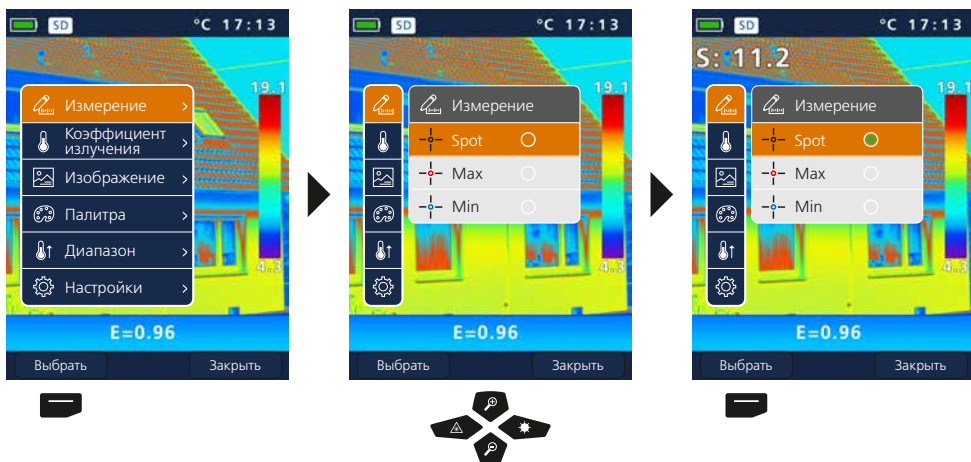 SD °C 17:13
19.1
Измерение
Коэффициент
излучения
Изображение
Палитра
Диапазон
Настройки
4.3
E=0.96
Выбрать Закрыть
SD °C 17:13
19.1
Измерение
Spot
Max
Min
4.3
E=0.96
Выбрать Закрыть
SD °C 17:13
S: 11.2
19.1
Измерение
Spot
Max
Min
4.3
E=0.96
Выбрать Закрыть